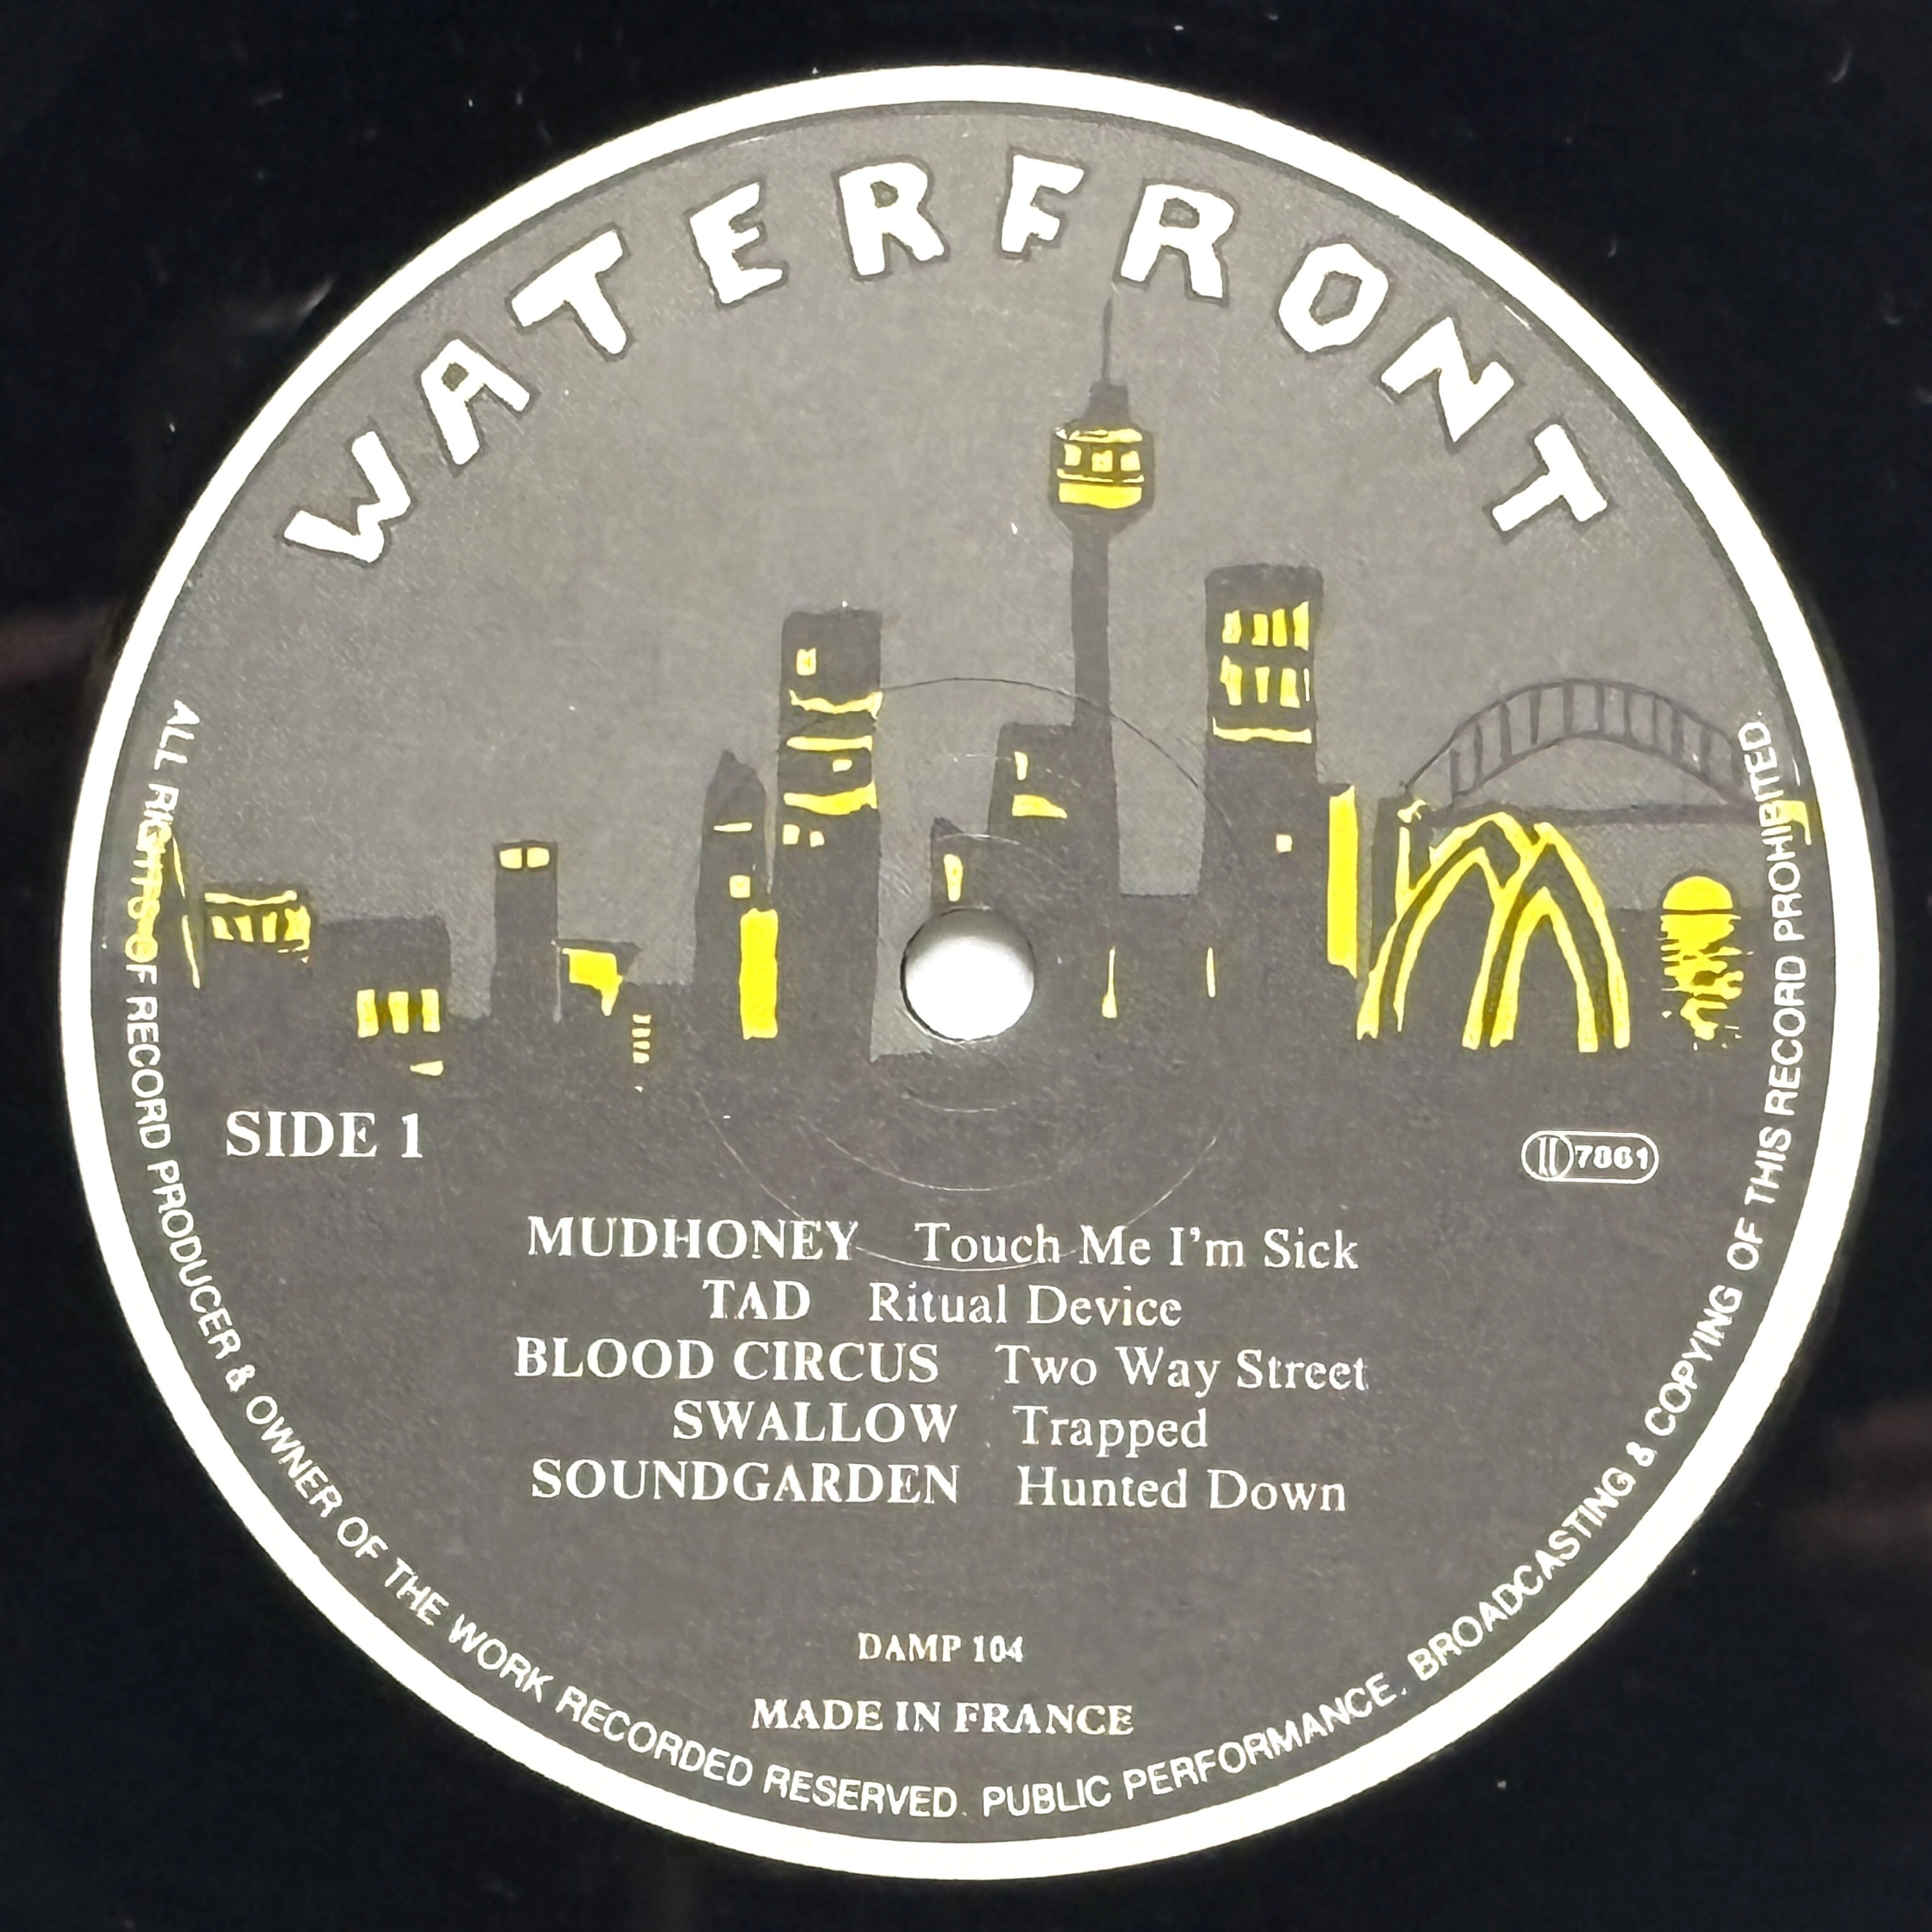 WATERFRONT
SIDE 1
7861
MUDHONEY Touch Me I'm Sick
TAD Ritual Device
BLOOD CIRCUS Two Way Street
SWALLOW Trapped
SOUNDGARDEN Hunted Down
DAMP 104
MADE IN FRANCE
ALL RIGHTS OF RECORD PRODUCER & OWNER OF THE WORK RECORDED RESERVED. PUBLIC PERFORMANCE. BROADCASTING & COPYING OF THIS RECORD PROHIBITED.